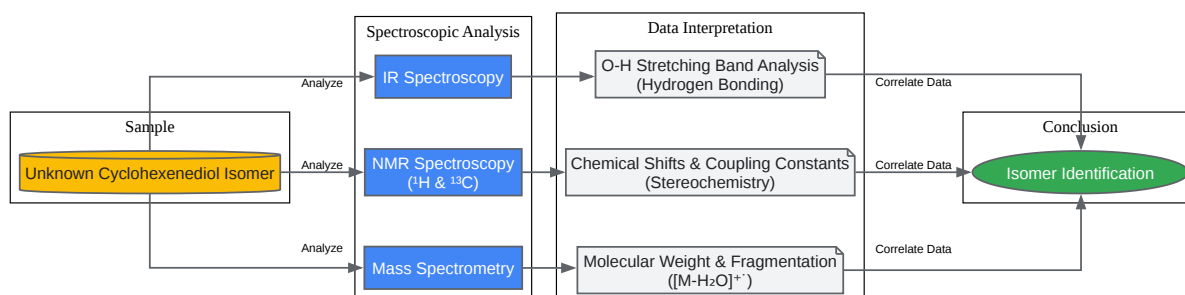 Spectroscopic Analysis
Data Interpretation
IR Spectroscopy
O-H Stretching Band Analysis
(Hydrogen Bonding)
Analyze
Correlate Data
Sample
Conclusion
Unknown Cyclohexenediol Isomer
Analyze
NMR Spectroscopy
(¹H & ¹³C)
Chemical Shifts & Coupling Constants
(Stereochemistry)
Correlate Data
Isomer Identification
Analyze
Mass Spectrometry
Molecular Weight & Fragmentation
([M-H₂O]⁺˙)
Correlate Data